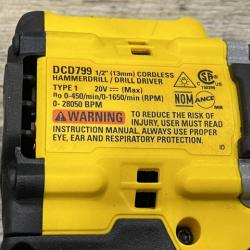 DCD799 1/2" (13mm) CORDLESS
HAMMERDRILL / DRILL DRIVER
TYPE 1 20V ⎓ (Max)
n₀ 0-450/min/0-1650/min (RPM)
0- 28050 BPM
WARNING TO REDUCE THE RISK OF
INJURY, USER MUST READ
INSTRUCTION MANUAL. ALWAYS USE PROPER
EYE, EAR AND RESPIRATORY PROTECTION.
SA
NOM
ANCE
ID